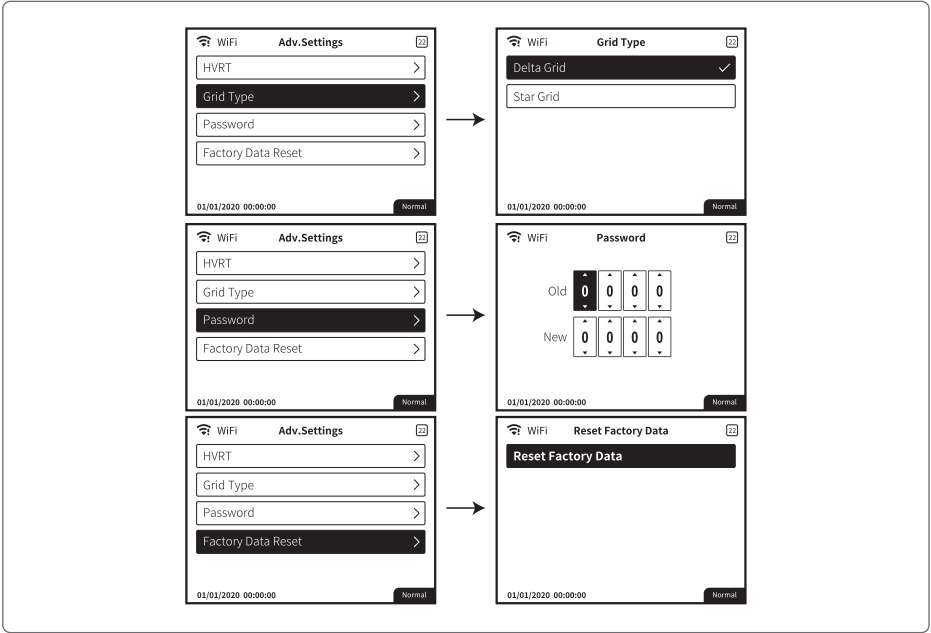 WiFi Adv.Settings 22
HVRT
Grid Type
Password
Factory Data Reset
01/01/2020 00:00:00 Normal
WiFi Grid Type 22
Delta Grid
Star Grid
01/01/2020 00:00:00 Normal
WiFi Adv.Settings 22
HVRT
Grid Type
Password
Factory Data Reset
01/01/2020 00:00:00 Normal
WiFi Password 22
Old 0 0 0 0
New 0 0 0 0
01/01/2020 00:00:00 Normal
WiFi Adv.Settings 22
HVRT
Grid Type
Password
Factory Data Reset
01/01/2020 00:00:00 Normal
WiFi Reset Factory Data 22
Reset Factory Data
01/01/2020 00:00:00 Normal